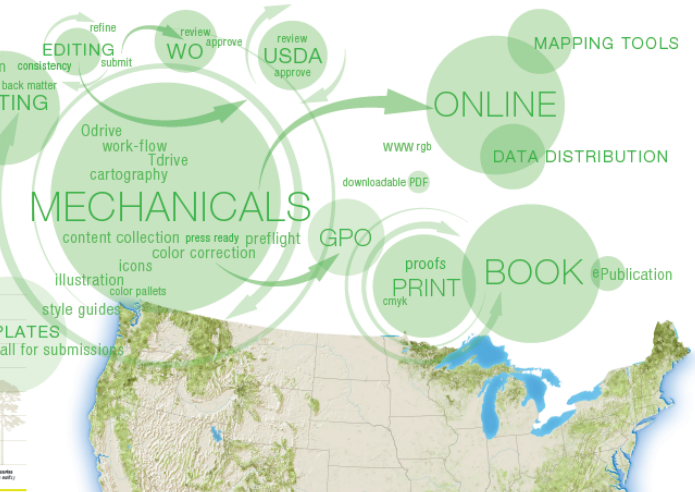 refine
EDITING
consistency
submit
back matter
TING
review
WO
approve
review
USDA
approve
MAPPING TOOLS
ONLINE
DATA DISTRIBUTION
www rgb
downloadable PDF
Odrive
work-flow
Tdrive
cartography
MECHANICALS
content collection press ready preflight
color correction
icons
illustration
color pallets
style guides
GPO
proofs
PRINT
cmyk
BOOK
ePublication
PLATES
all for submissions